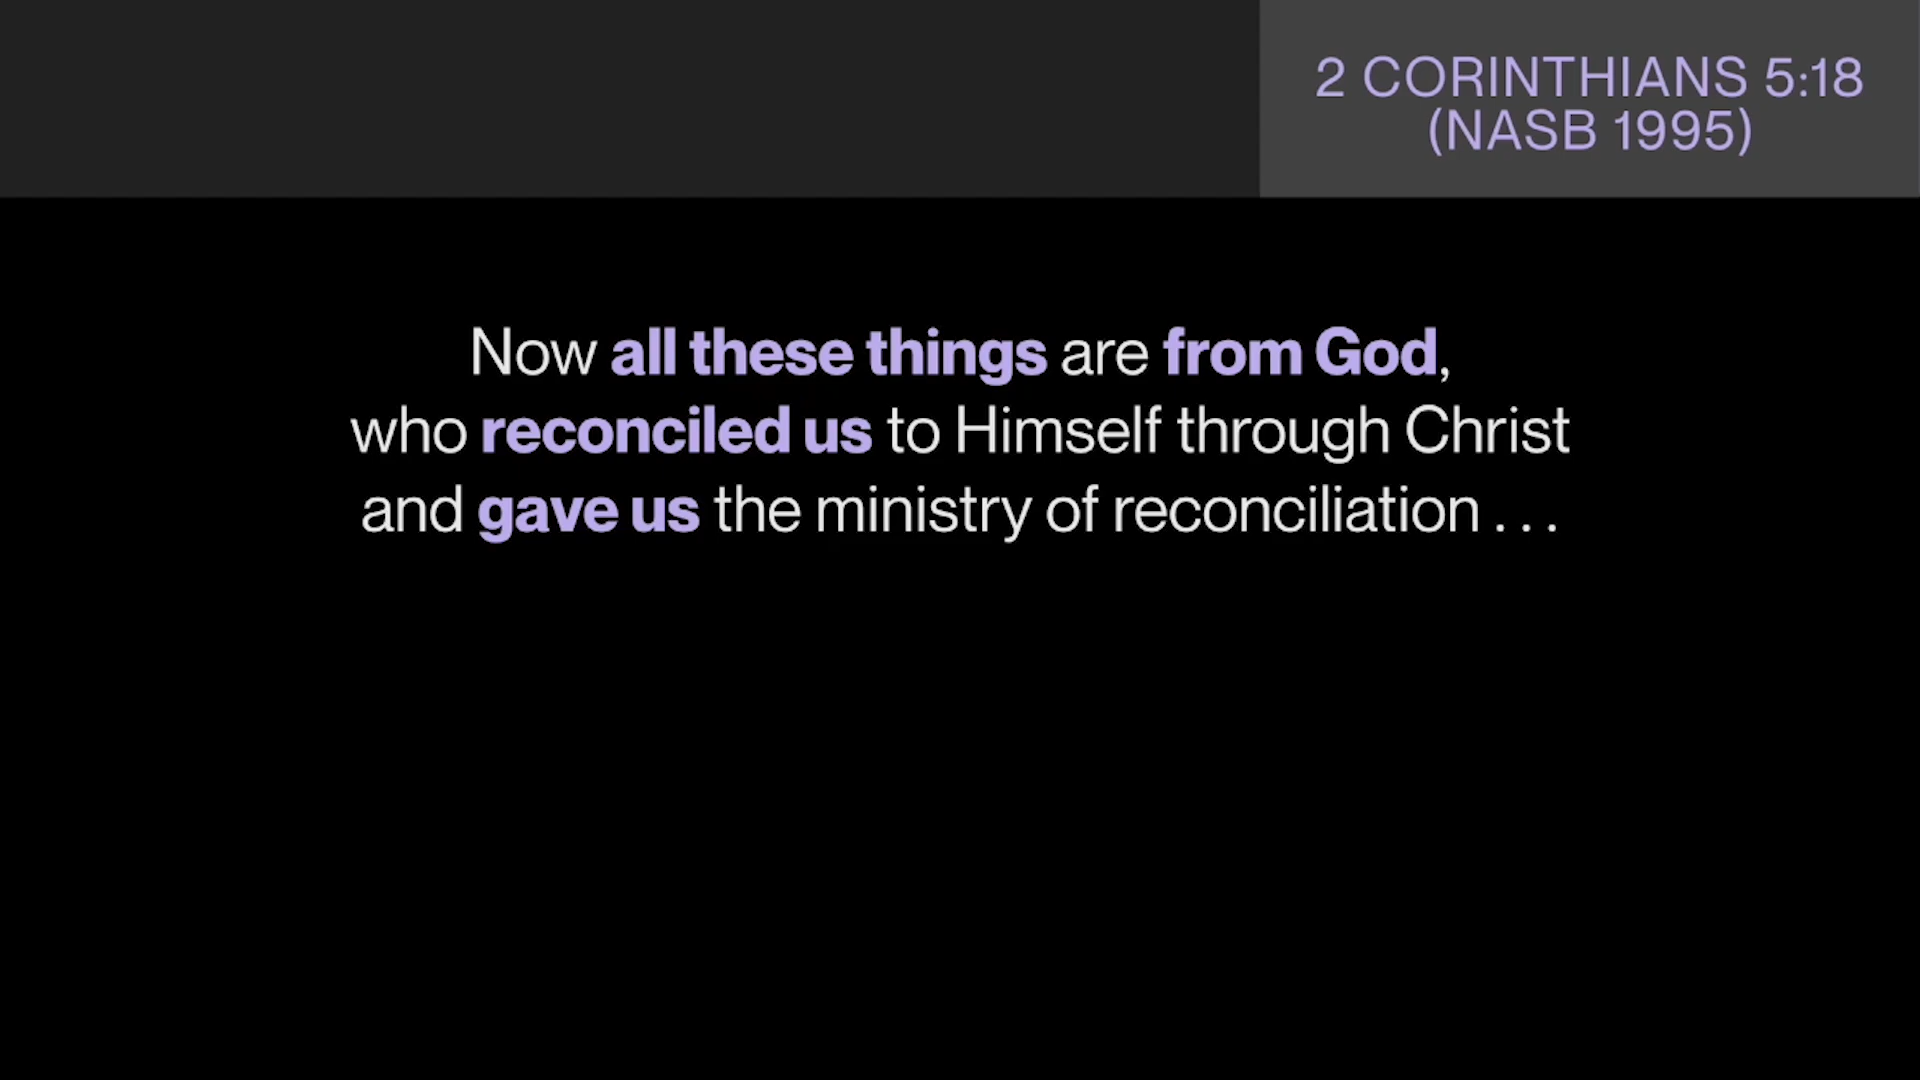 2 CORINTHIANS 5:18
(NASB 1995)
Now all these things are from God,
who reconciled us to Himself through Christ
and gave us the ministry of reconciliation . . .